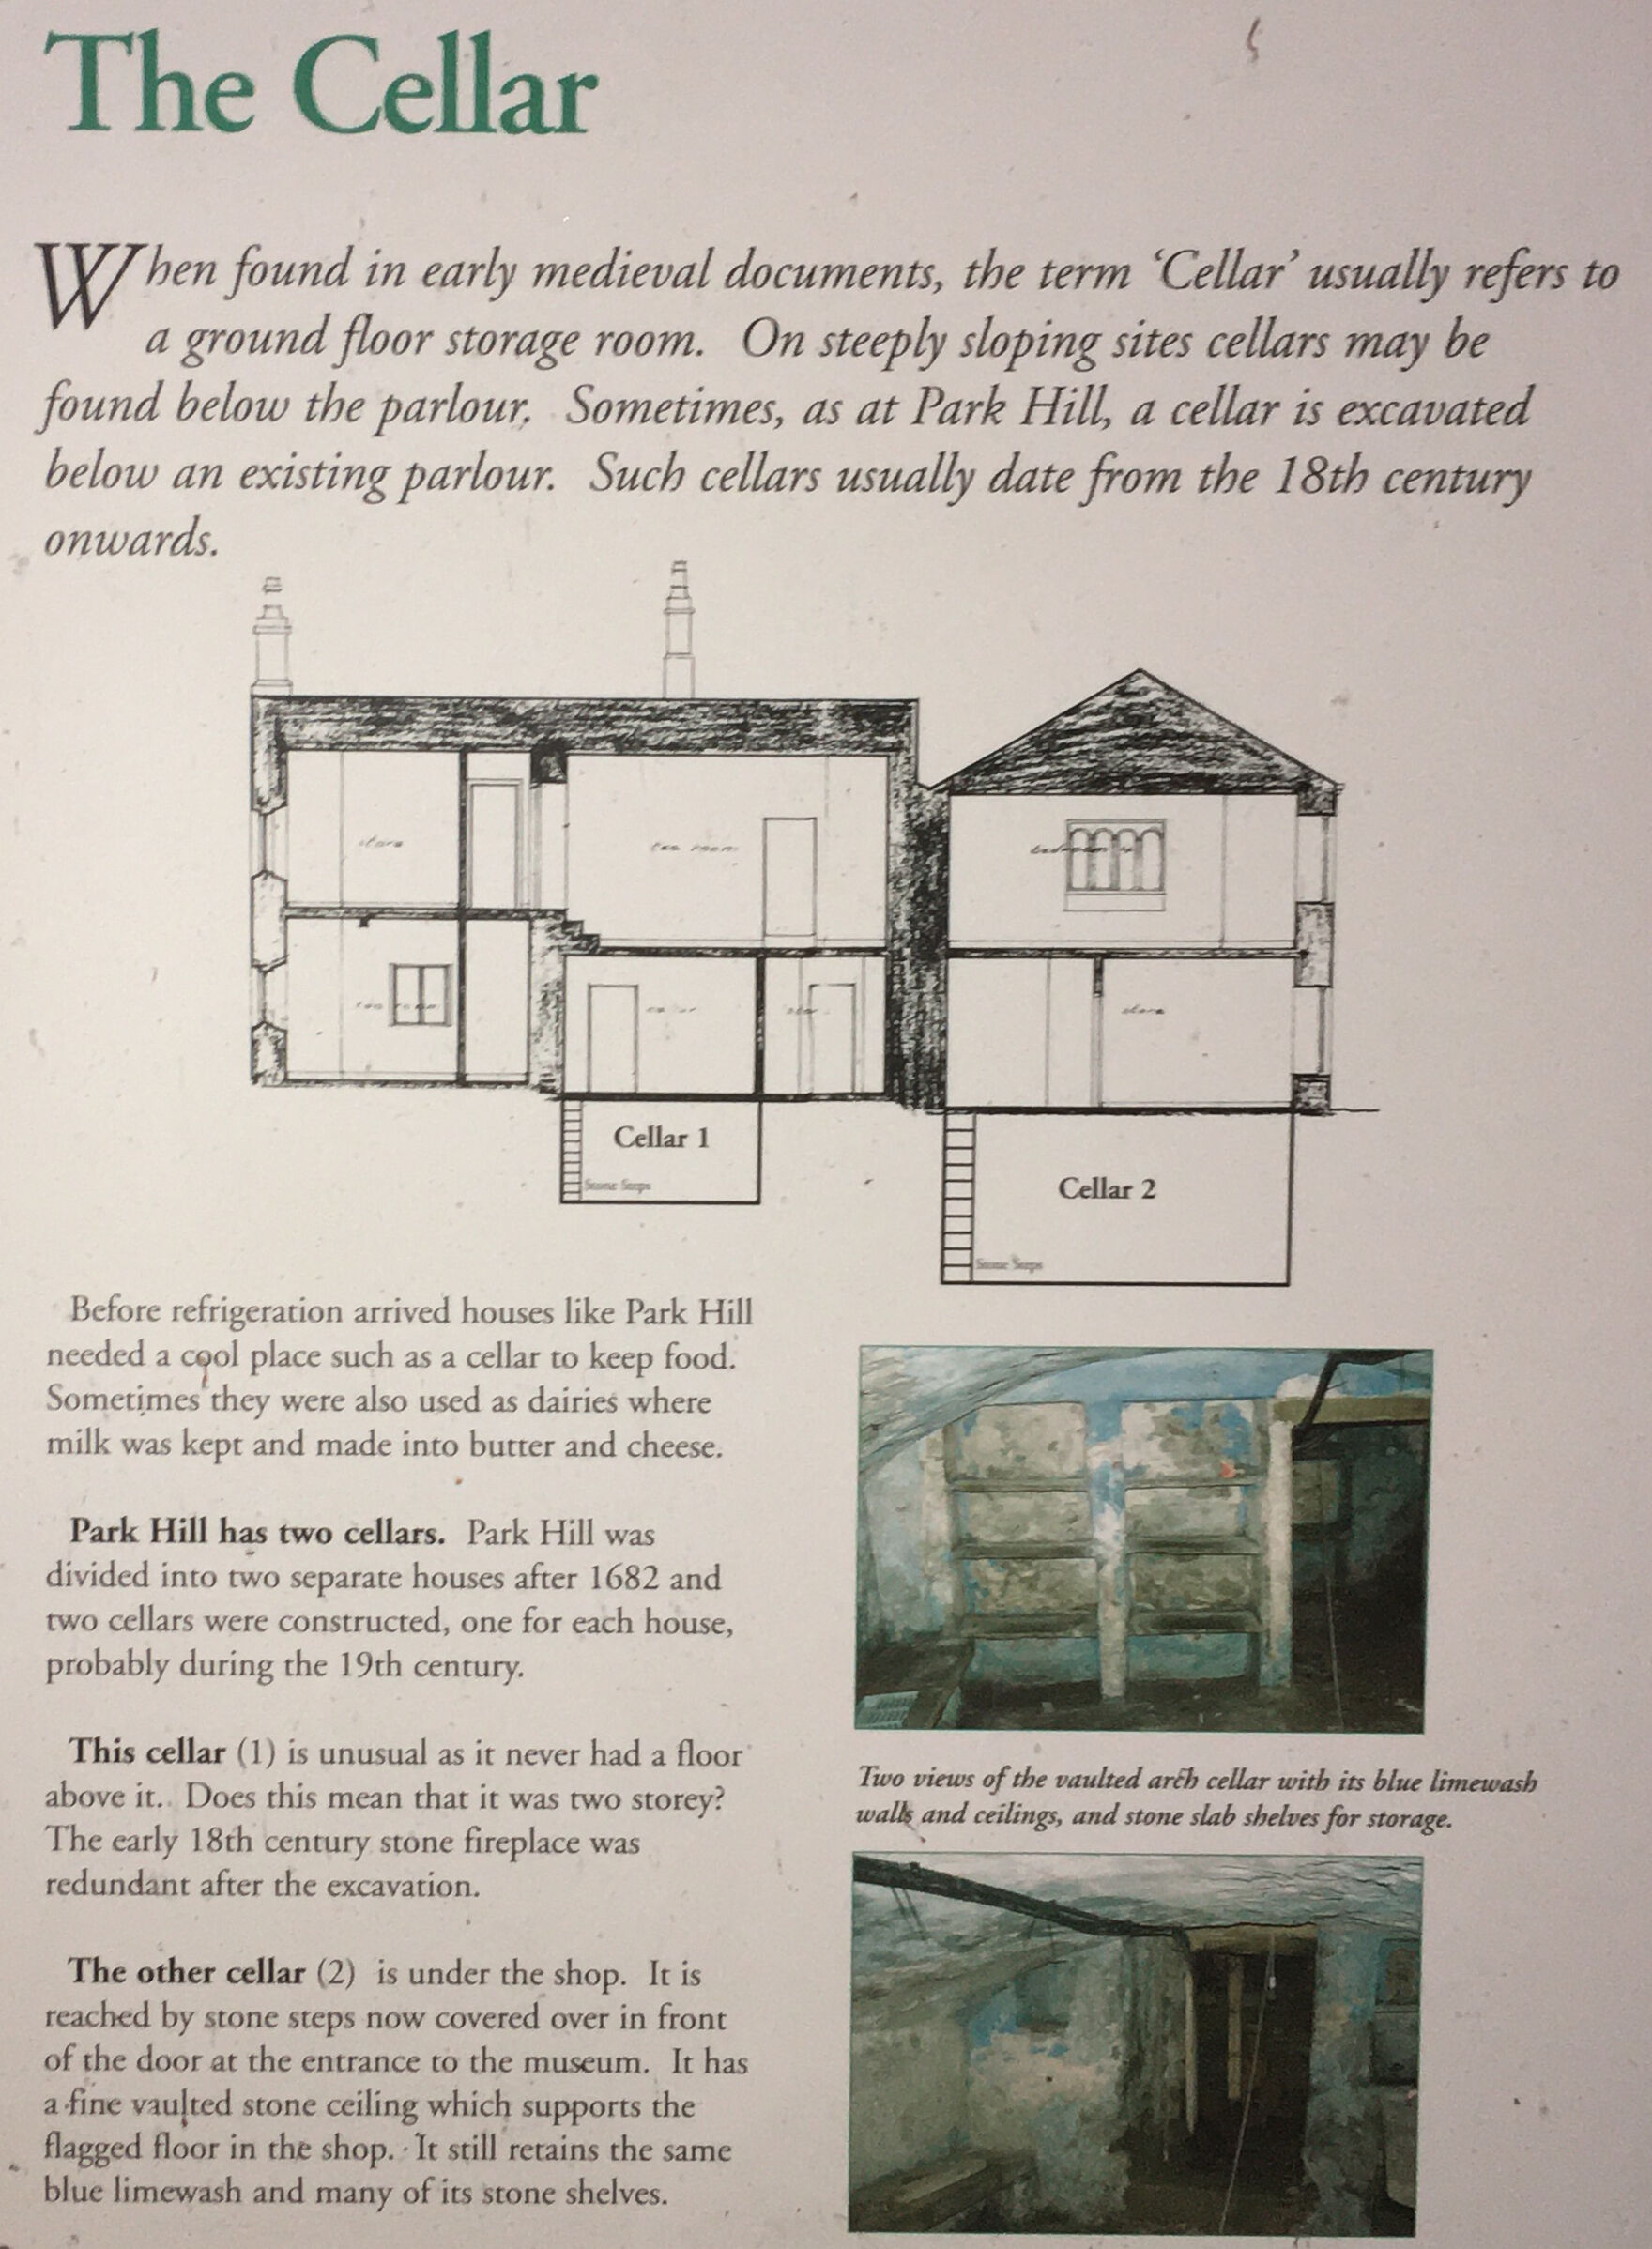 The Cellar
When found in early medieval documents, the term ‘Cellar’ usually refers to
a ground floor storage room. On steeply sloping sites cellars may be
found below the parlour. Sometimes, as at Park Hill, a cellar is excavated
below an existing parlour. Such cellars usually date from the 18th century
onwards.
store
tea room
tea room
store
Cellar 1
Stone Steps
Cellar 2
Stone Steps
Before refrigeration arrived houses like Park Hill
needed a cool place such as a cellar to keep food.
Sometimes they were also used as dairies where
milk was kept and made into butter and cheese.
Park Hill has two cellars. Park Hill was
divided into two separate houses after 1682 and
two cellars were constructed, one for each house,
probably during the 19th century.
This cellar (1) is unusual as it never had a floor
above it. Does this mean that it was two storey?
The early 18th century stone fireplace was
redundant after the excavation.
The other cellar (2) is under the shop. It is
reached by stone steps now covered over in front
of the door at the entrance to the museum. It has
a fine vaulted stone ceiling which supports the
flagged floor in the shop. It still retains the same
blue limewash and many of its stone shelves.
Two views of the vaulted arch cellar with its blue limewash
walls and ceilings, and stone slab shelves for storage.